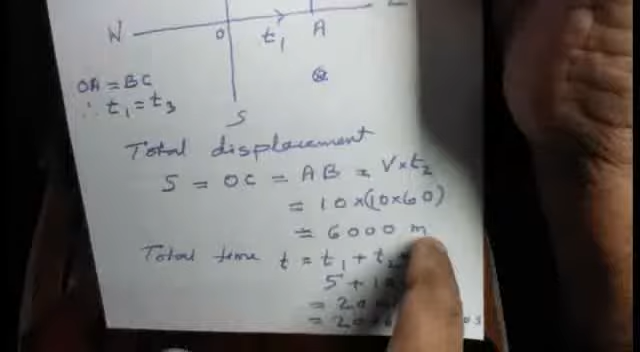 W O t₁ A
OA = BC
∴ t₁ = t₃
S
Total displacement
S = OC = AB = V×t₂
= 10×(10×60)
= 6000 m
Total time t = t₁ + t₂
5 + 10
= 20
= 20